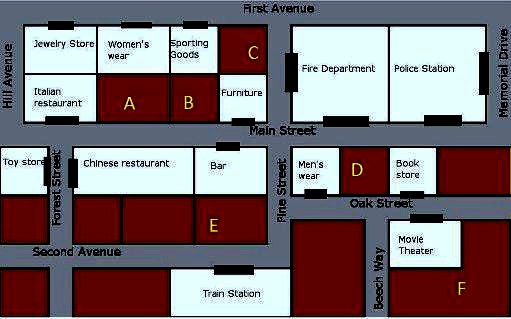 First Avenue
Hill Avenue
Jewelry Store
Women's
wear
Sporting
Goods
C
Fire Department
Police Station
Memorial Drive
Italian
restaurant
A
B
Furniture
Main Street
Toy store
Forest Street
Chinese restaurant
Bar
Pine Street
Men's
wear
D
Book
store
Oak Street
E
Second Avenue
Beech Way
Movie
Theater
Train Station
F